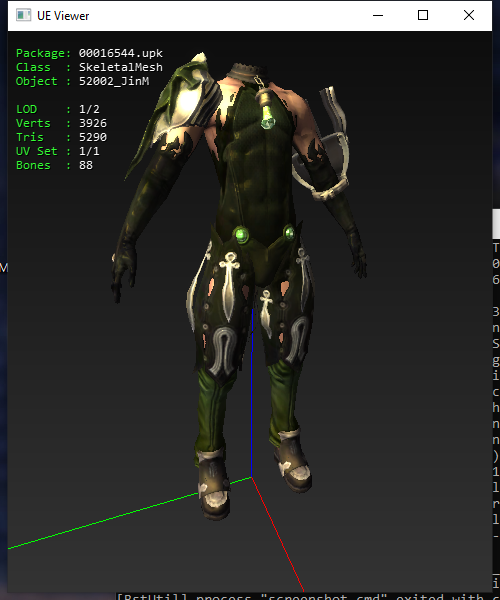 UE Viewer
Package: 00016544.upk
Class : SkeletalMesh
Object : 52002_JinM
LOD : 1/2
Verts : 3926
Tris : 5290
UV Set : 1/1
Bones : 88